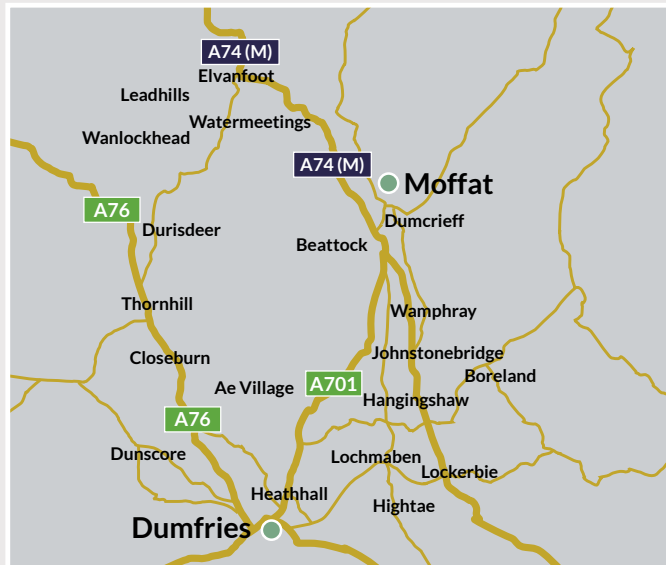 A74 (M)
Elvanfoot
Leadhills
Watermeetings
Wanlockhead
A74 (M)
Moffat
A76
Dumcrieff
Durisdeer
Beattock
Thornhill
Wamphray
Closeburn
Johnstonebridge
Boreland
Ae Village
A701
Hangingshaw
A76
Dunscore
Lochmaben
Lockerbie
Heathhall
Hightae
Dumfries